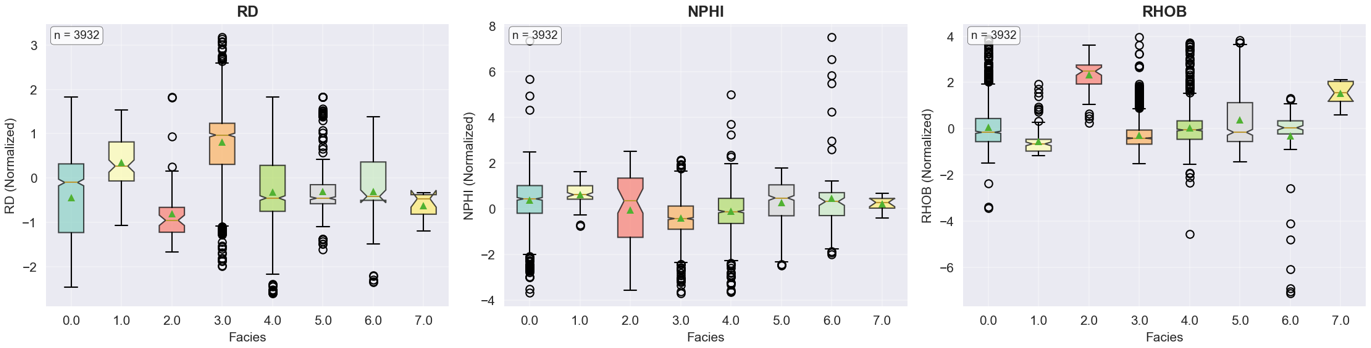 RD
n = 3932
RD (Normalized)
3
2
1
0
−1
−2
0.0 1.0 2.0 3.0 4.0 5.0 6.0 7.0
Facies
NPHI
n = 3932
NPHI (Normalized)
8
6
4
2
0
−2
−4
0.0 1.0 2.0 3.0 4.0 5.0 6.0 7.0
Facies
RHOB
n = 3932
RHOB (Normalized)
4
2
0
−2
−4
−6
0.0 1.0 2.0 3.0 4.0 5.0 6.0 7.0
Facies